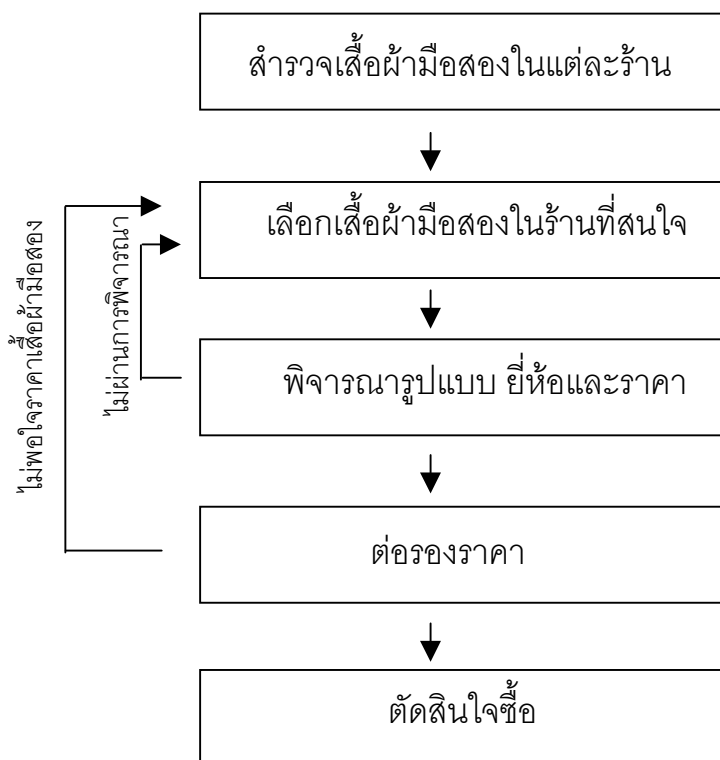 สำรวจเสื้อผ้ามือสองในแต่ละร้าน
เลือกเสื้อผ้ามือสองในร้านที่สนใจ
พิจารณารูปแบบ ยี่ห้อและราคา
ต่อรองราคา
ตัดสินใจซื้อ
ไม่พอใจราคาเสื้อผ้ามือสอง
ไม่ผ่านการพิจารณา